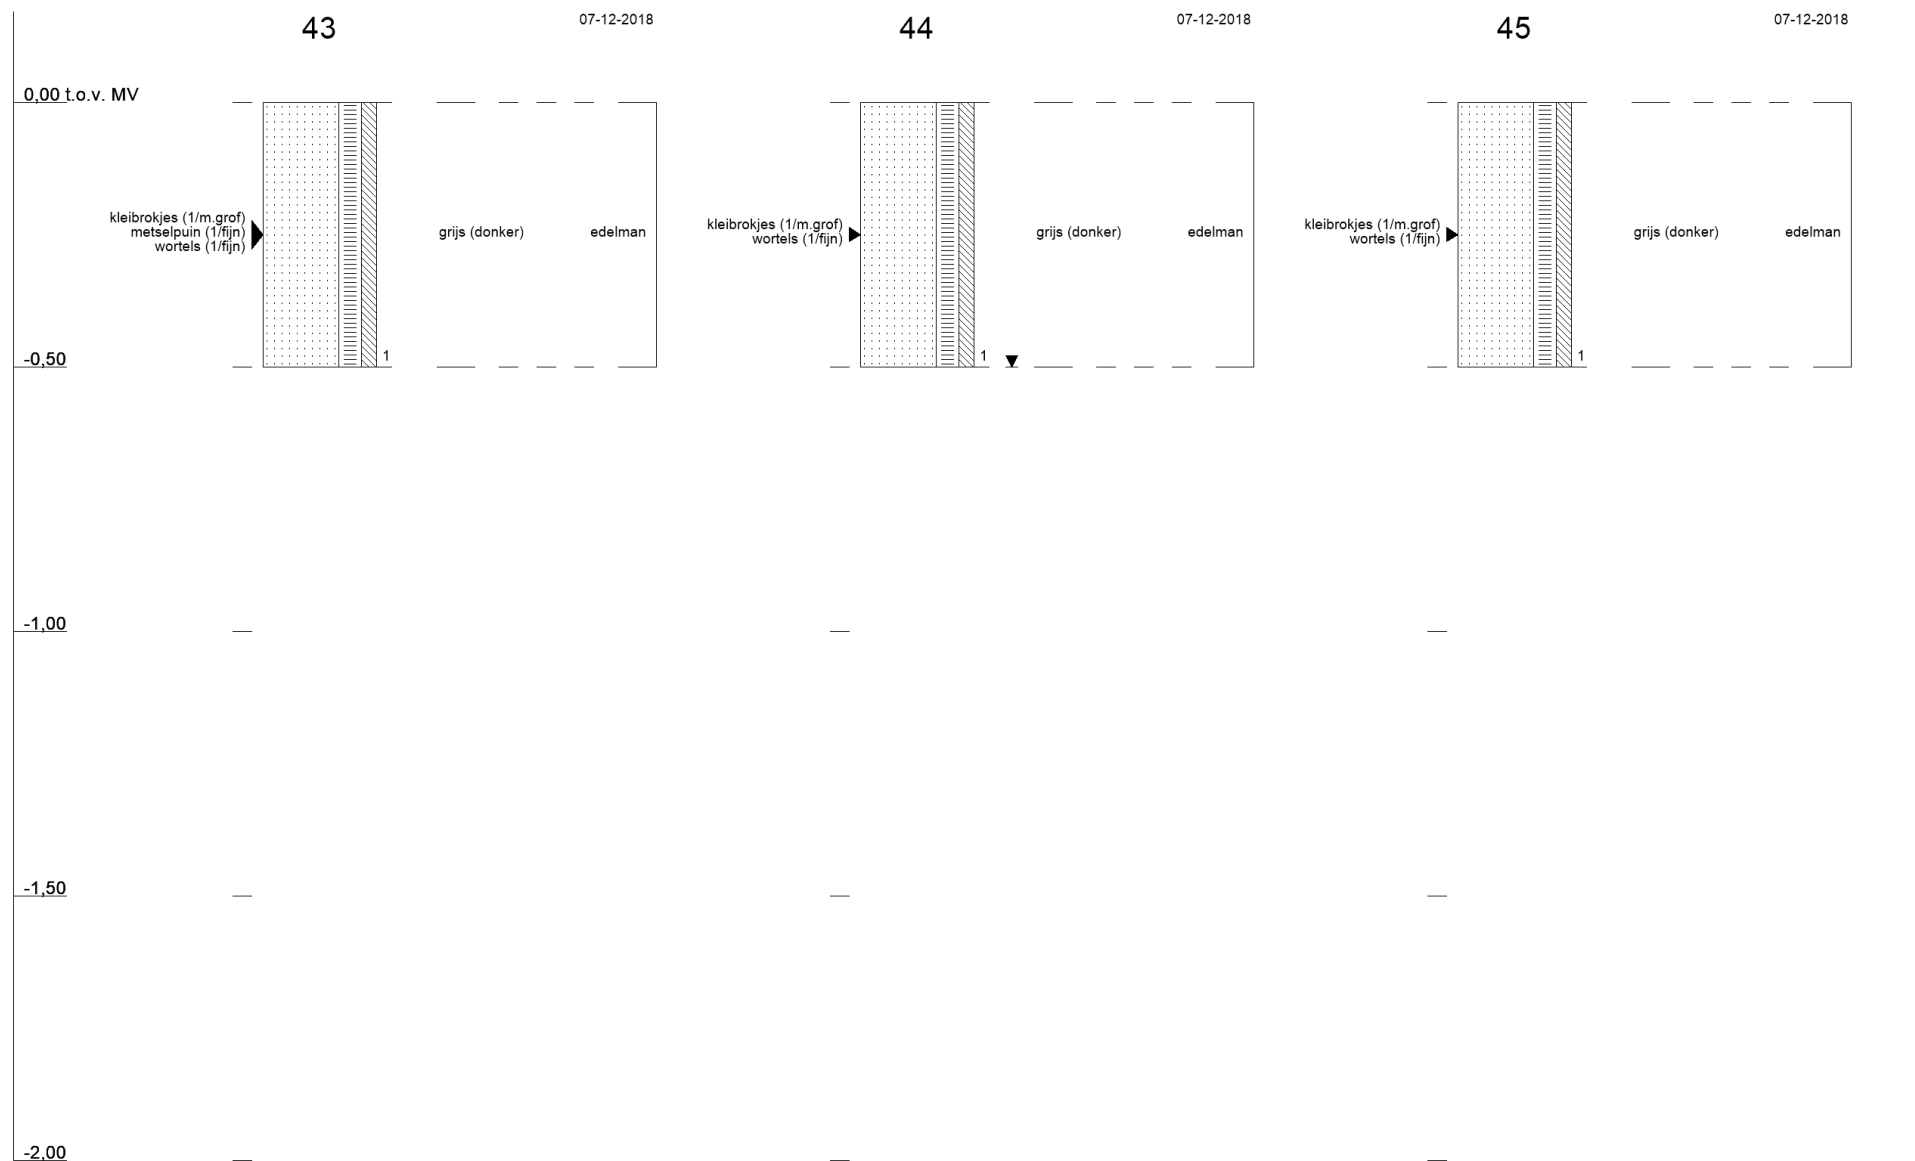 43
07-12-2018
44
07-12-2018
45
07-12-2018
0,00 t.o.v. MV
kleibrokjes (1/m.grof)
metselpuin (1/fijn)
wortels (1/fijn)
grijs (donker)
edelman
kleibrokjes (1/m.grof)
wortels (1/fijn)
grijs (donker)
edelman
kleibrokjes (1/m.grof)
wortels (1/fijn)
grijs (donker)
edelman
1
1
1
-0,50
-1,00
-1,50
-2,00